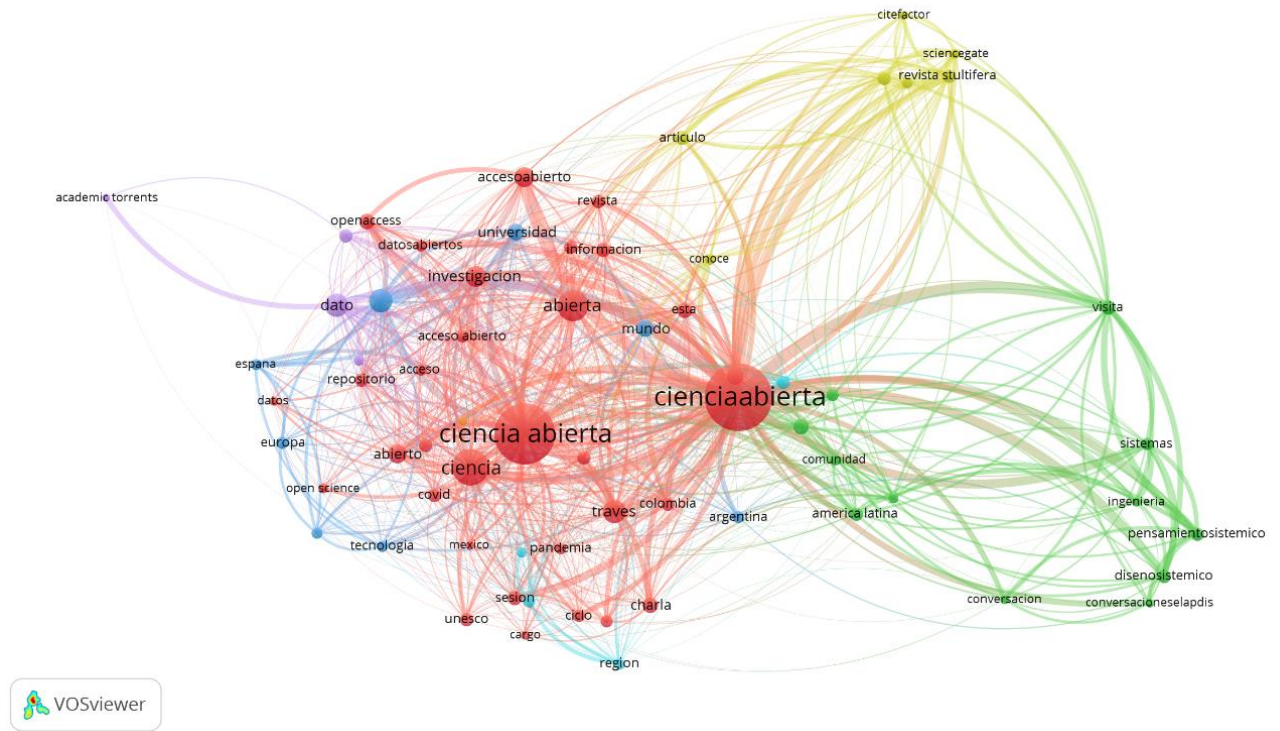 citefactor
sciencegate
revista stultifera
articulo
accesoabierto
academic torrents
revista
openaccess
universidad
datosabiertos
informacion
conoce
investigacion
dato
abierta
esta
visita
mundo
acceso abierto
espana
acceso
repositorio
cienciaabierta
datos
ciencia abierta
europa
abierto
ciencia
comunidad
sistemas
open science
covid
traves
colombia
argentina
america latina
ingenieria
pensamientosistemico
tecnologia
mexico
pandemia
disenosistemico
sesion
charla
conversacion
conversacioneselapdis
unesco
ciclo
cargo
region
VOSviewer